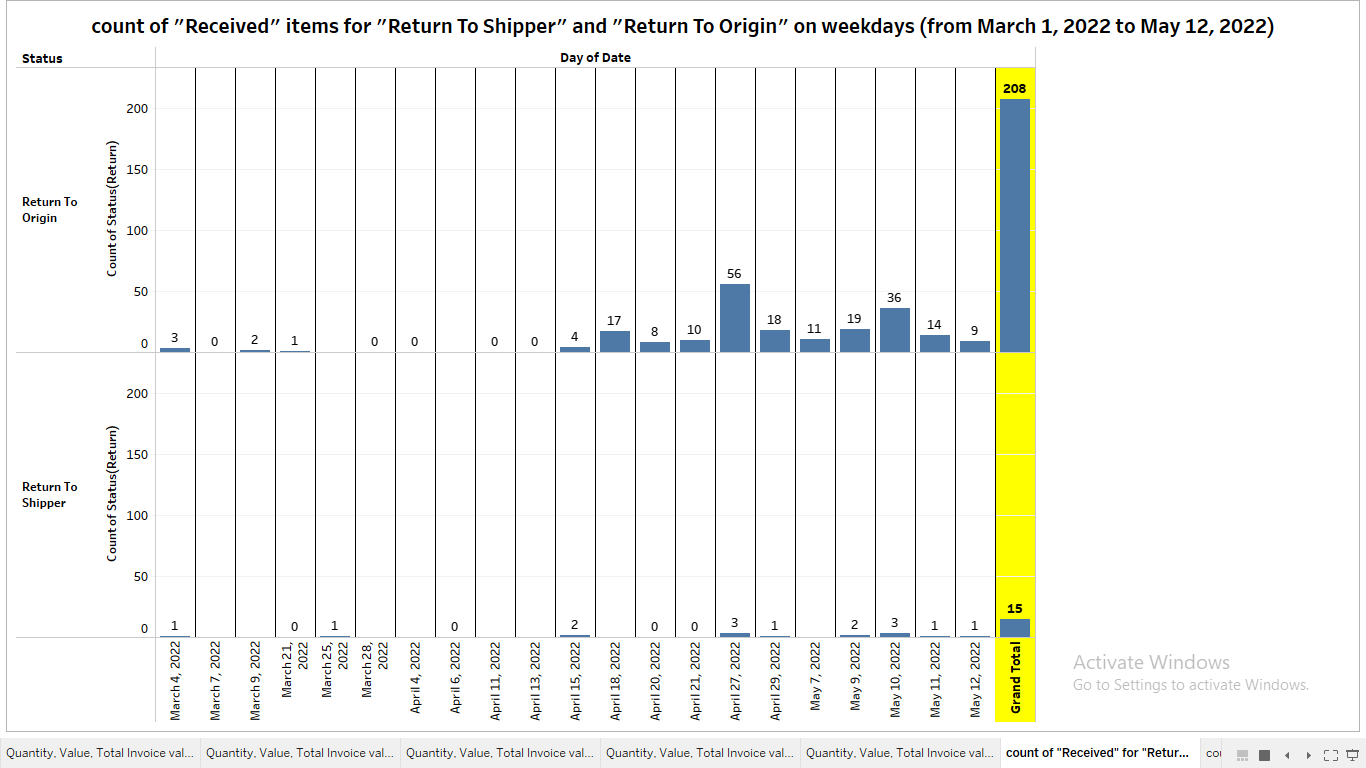 count of "Received" items for "Return To Shipper" and "Return To Origin" on weekdays (from March 1, 2022 to May 12, 2022)
Status
Day of Date
Return To
Origin
Count of Status(Return)
200
150
100
50
0
3
0
2
1
0
0
0
0
4
17
8
10
56
18
11
19
36
14
9
208
Return To
Shipper
Count of Status(Return)
200
150
100
50
0
1
0
1
0
2
0
0
3
1
2
3
1
1
15
March 4, 2022
March 7, 2022
March 9, 2022
March 21,
2022
March 25,
2022
March 28,
2022
April 4, 2022
April 6, 2022
April 11, 2022
April 13, 2022
April 15, 2022
April 18, 2022
April 20, 2022
April 21, 2022
April 27, 2022
April 29, 2022
May 7, 2022
May 9, 2022
May 10, 2022
May 11, 2022
May 12, 2022
Grand Total
Activate Windows
Go to Settings to activate Windows.
Quantity, Value, Total Invoice val...
Quantity, Value, Total Invoice val...
Quantity, Value, Total Invoice val...
Quantity, Value, Total Invoice val...
Quantity, Value, Total Invoice val...
count of "Received" for "Retur...
cou